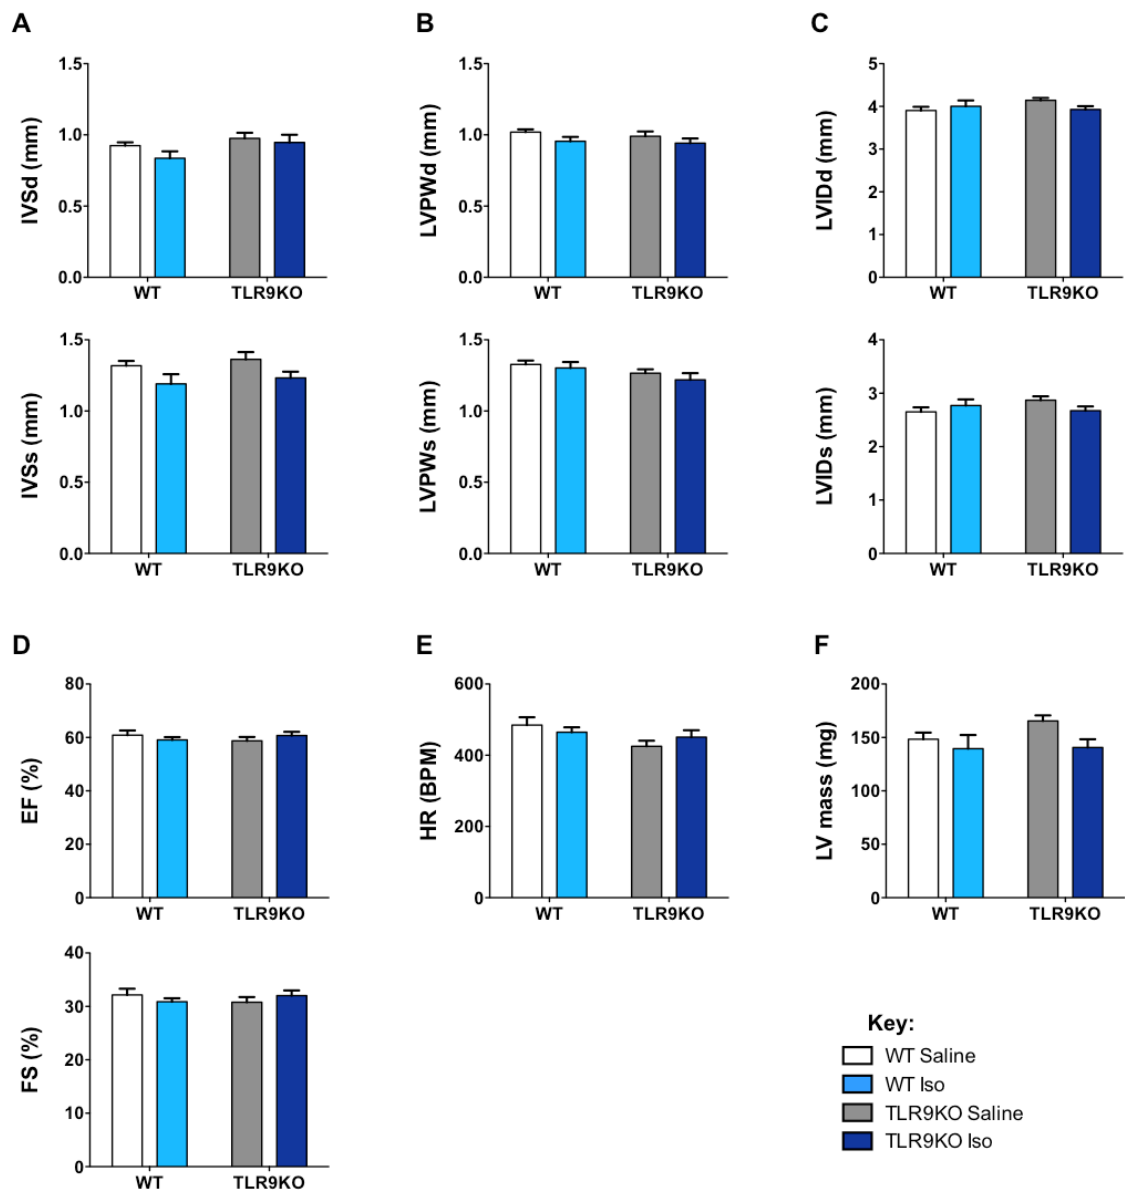 A
B
C
IVSd (mm)
1.5
1.0
0.5
0.0
WT
TLR9KO
LVPWd (mm)
1.5
1.0
0.5
0.0
WT
TLR9KO
LVIDd (mm)
5
4
3
2
1
0
WT
TLR9KO
IVSs (mm)
1.5
1.0
0.5
0.0
WT
TLR9KO
LVPWs (mm)
1.5
1.0
0.5
0.0
WT
TLR9KO
LVIDs (mm)
4
3
2
1
0
WT
TLR9KO
D
E
F
EF (%)
80
60
40
20
0
WT
TLR9KO
HR (BPM)
600
400
200
0
WT
TLR9KO
LV mass (mg)
200
150
100
50
0
WT
TLR9KO
FS (%)
40
30
20
10
0
WT
TLR9KO
Key:
WT Saline
WT Iso
TLR9KO Saline
TLR9KO Iso